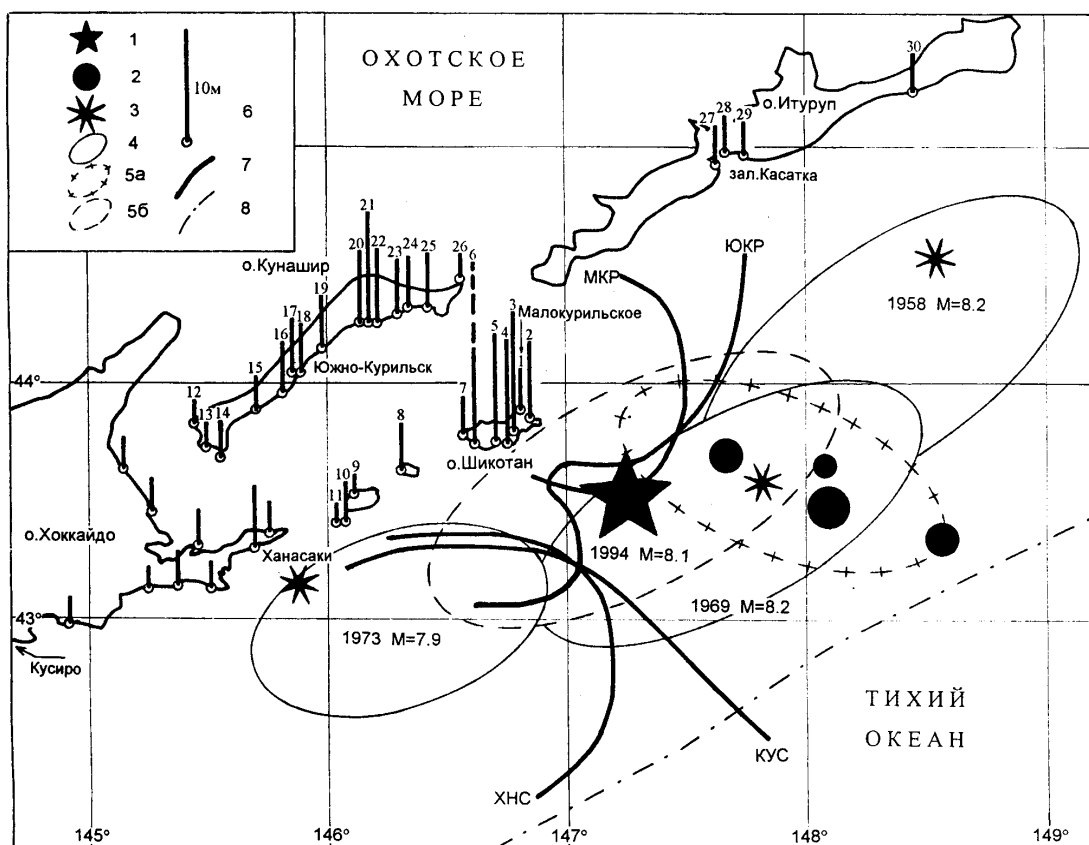 1
2
3
4
5а
5б
10м
6
7
8
ОХОТСКОЕ
МОРЕ
30
о.Итуруп
27 28 29
зал.Касатка
21
20 22 23 24 25 26 6
о.Кунашир
19
17 18
16
15
Южно-Курильск
12
13 14
МКР
ЮКР
1958 М=8.2
3
Малокурильское
5 4 1 2
7
8
о.Шикотан
44°
10 9
11
о.Хоккайдо
Ханасаки
1994 М=8.1
1969 М=8.2
43°
1973 М=7.9
Кусиро
ТИХИЙ
ОКЕАН
КУС
ХНС
145° 146° 147° 148° 149°